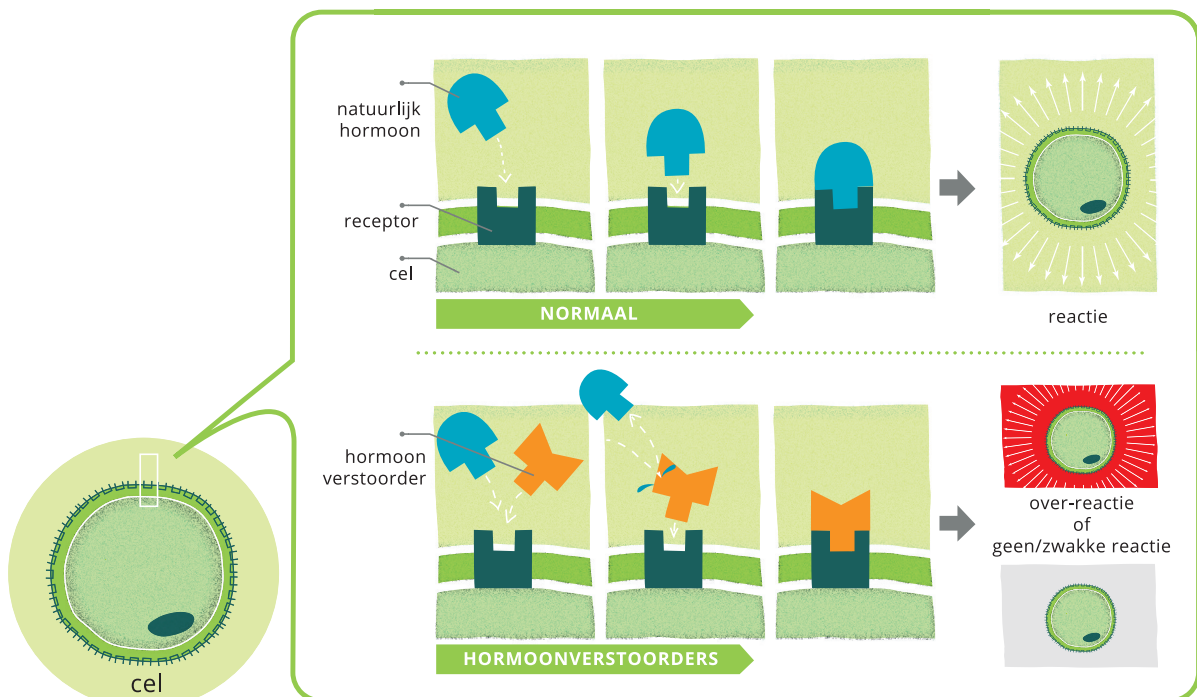 natuurlijk
hormoon
receptor
cel
NORMAAL
reactie
hormoon
verstoorder
over-reactie
of
geen/zwakke reactie
HORMOONVERSTOORDERS
cel